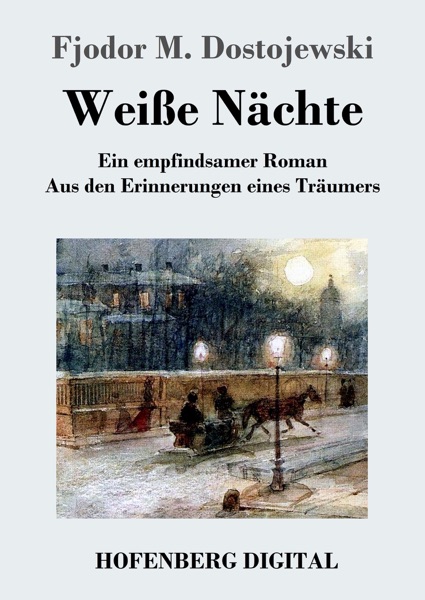 Fjodor M. Dostojewski
Weiße Nächte
Ein empfindsamer Roman
Aus den Erinnerungen eines Träumers
HOFENBERG DIGITAL